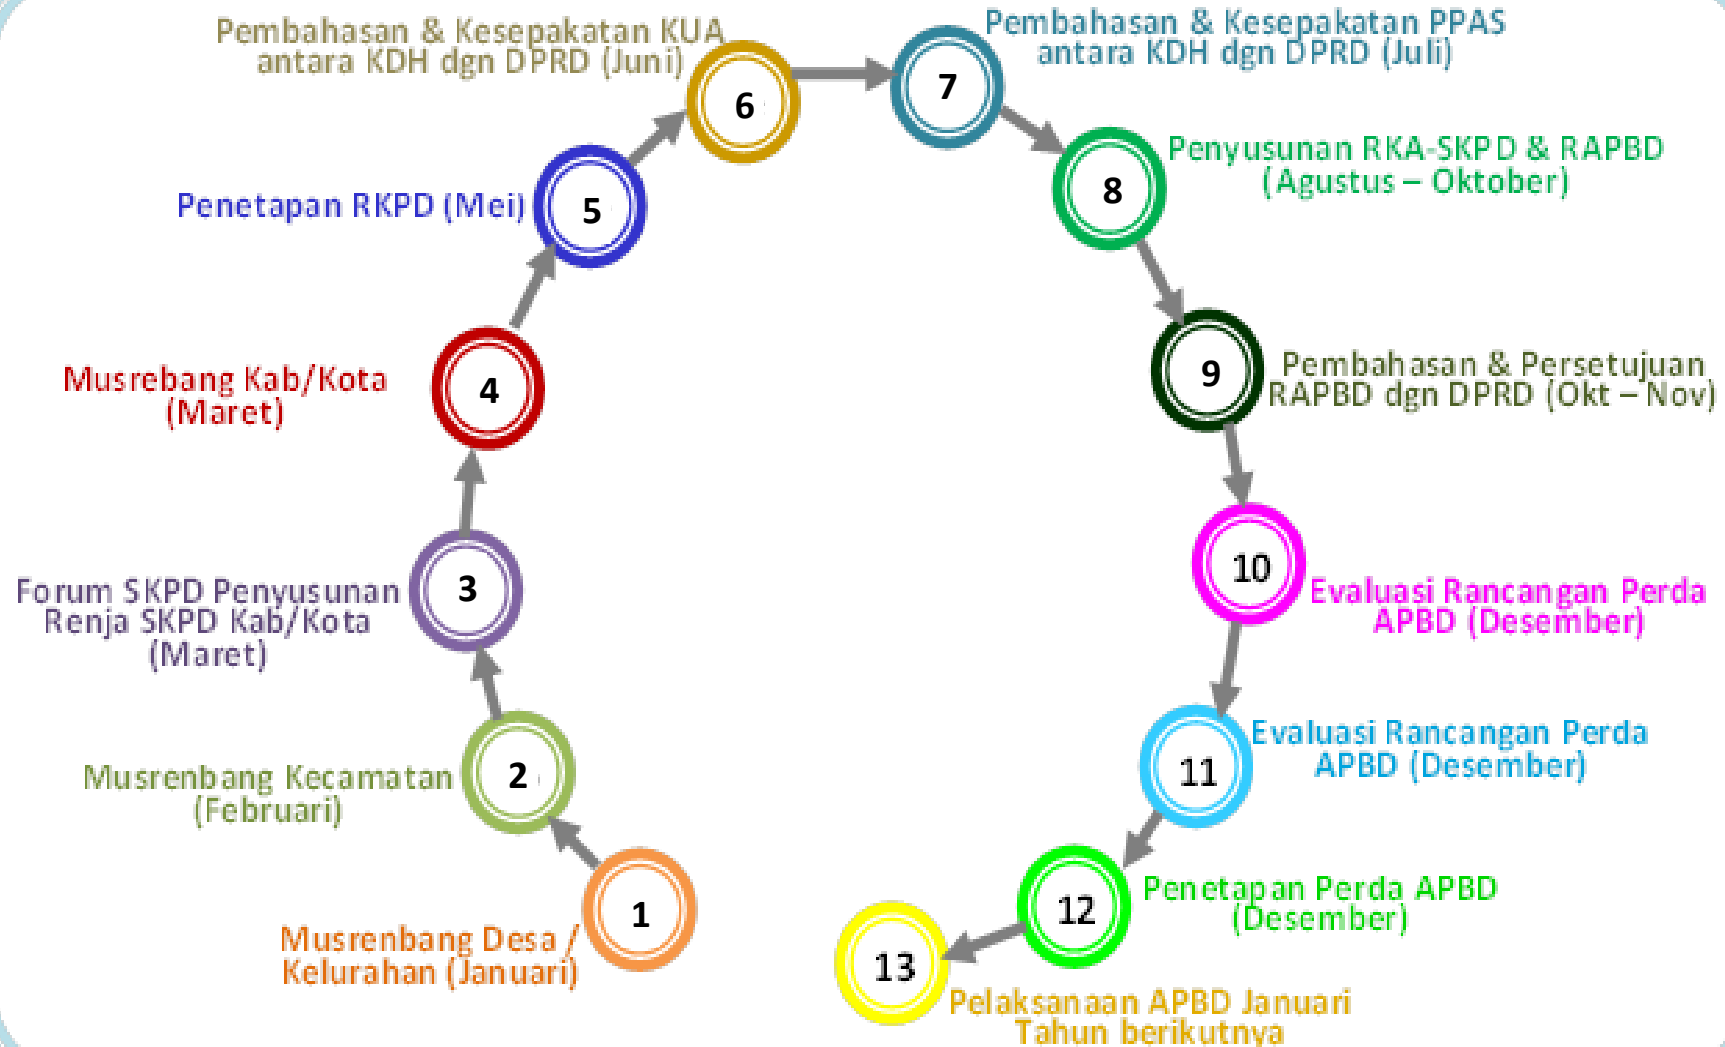 1
Musrenbang Desa /
Kelurahan (Januari)
2
Musrenbang Kecamatan
(Februari)
3
Forum SKPD Penyusunan
Renja SKPD Kab/Kota
(Maret)
4
Musrebang Kab/Kota
(Maret)
5
Penetapan RKPD (Mei)
6
Pembahasan & Kesepakatan KUA
antara KDH dgn DPRD (Juni)
7
Pembahasan & Kesepakatan PPAS
antara KDH dgn DPRD (Juli)
8
Penyusunan RKA-SKPD & RAPBD
(Agustus – Oktober)
9
Pembahasan & Persetujuan
RAPBD dgn DPRD (Okt – Nov)
10
Evaluasi Rancangan Perda
APBD (Desember)
11
Evaluasi Rancangan Perda
APBD (Desember)
12
Penetapan Perda APBD
(Desember)
13
Pelaksanaan APBD Januari
Tahun berikutnya